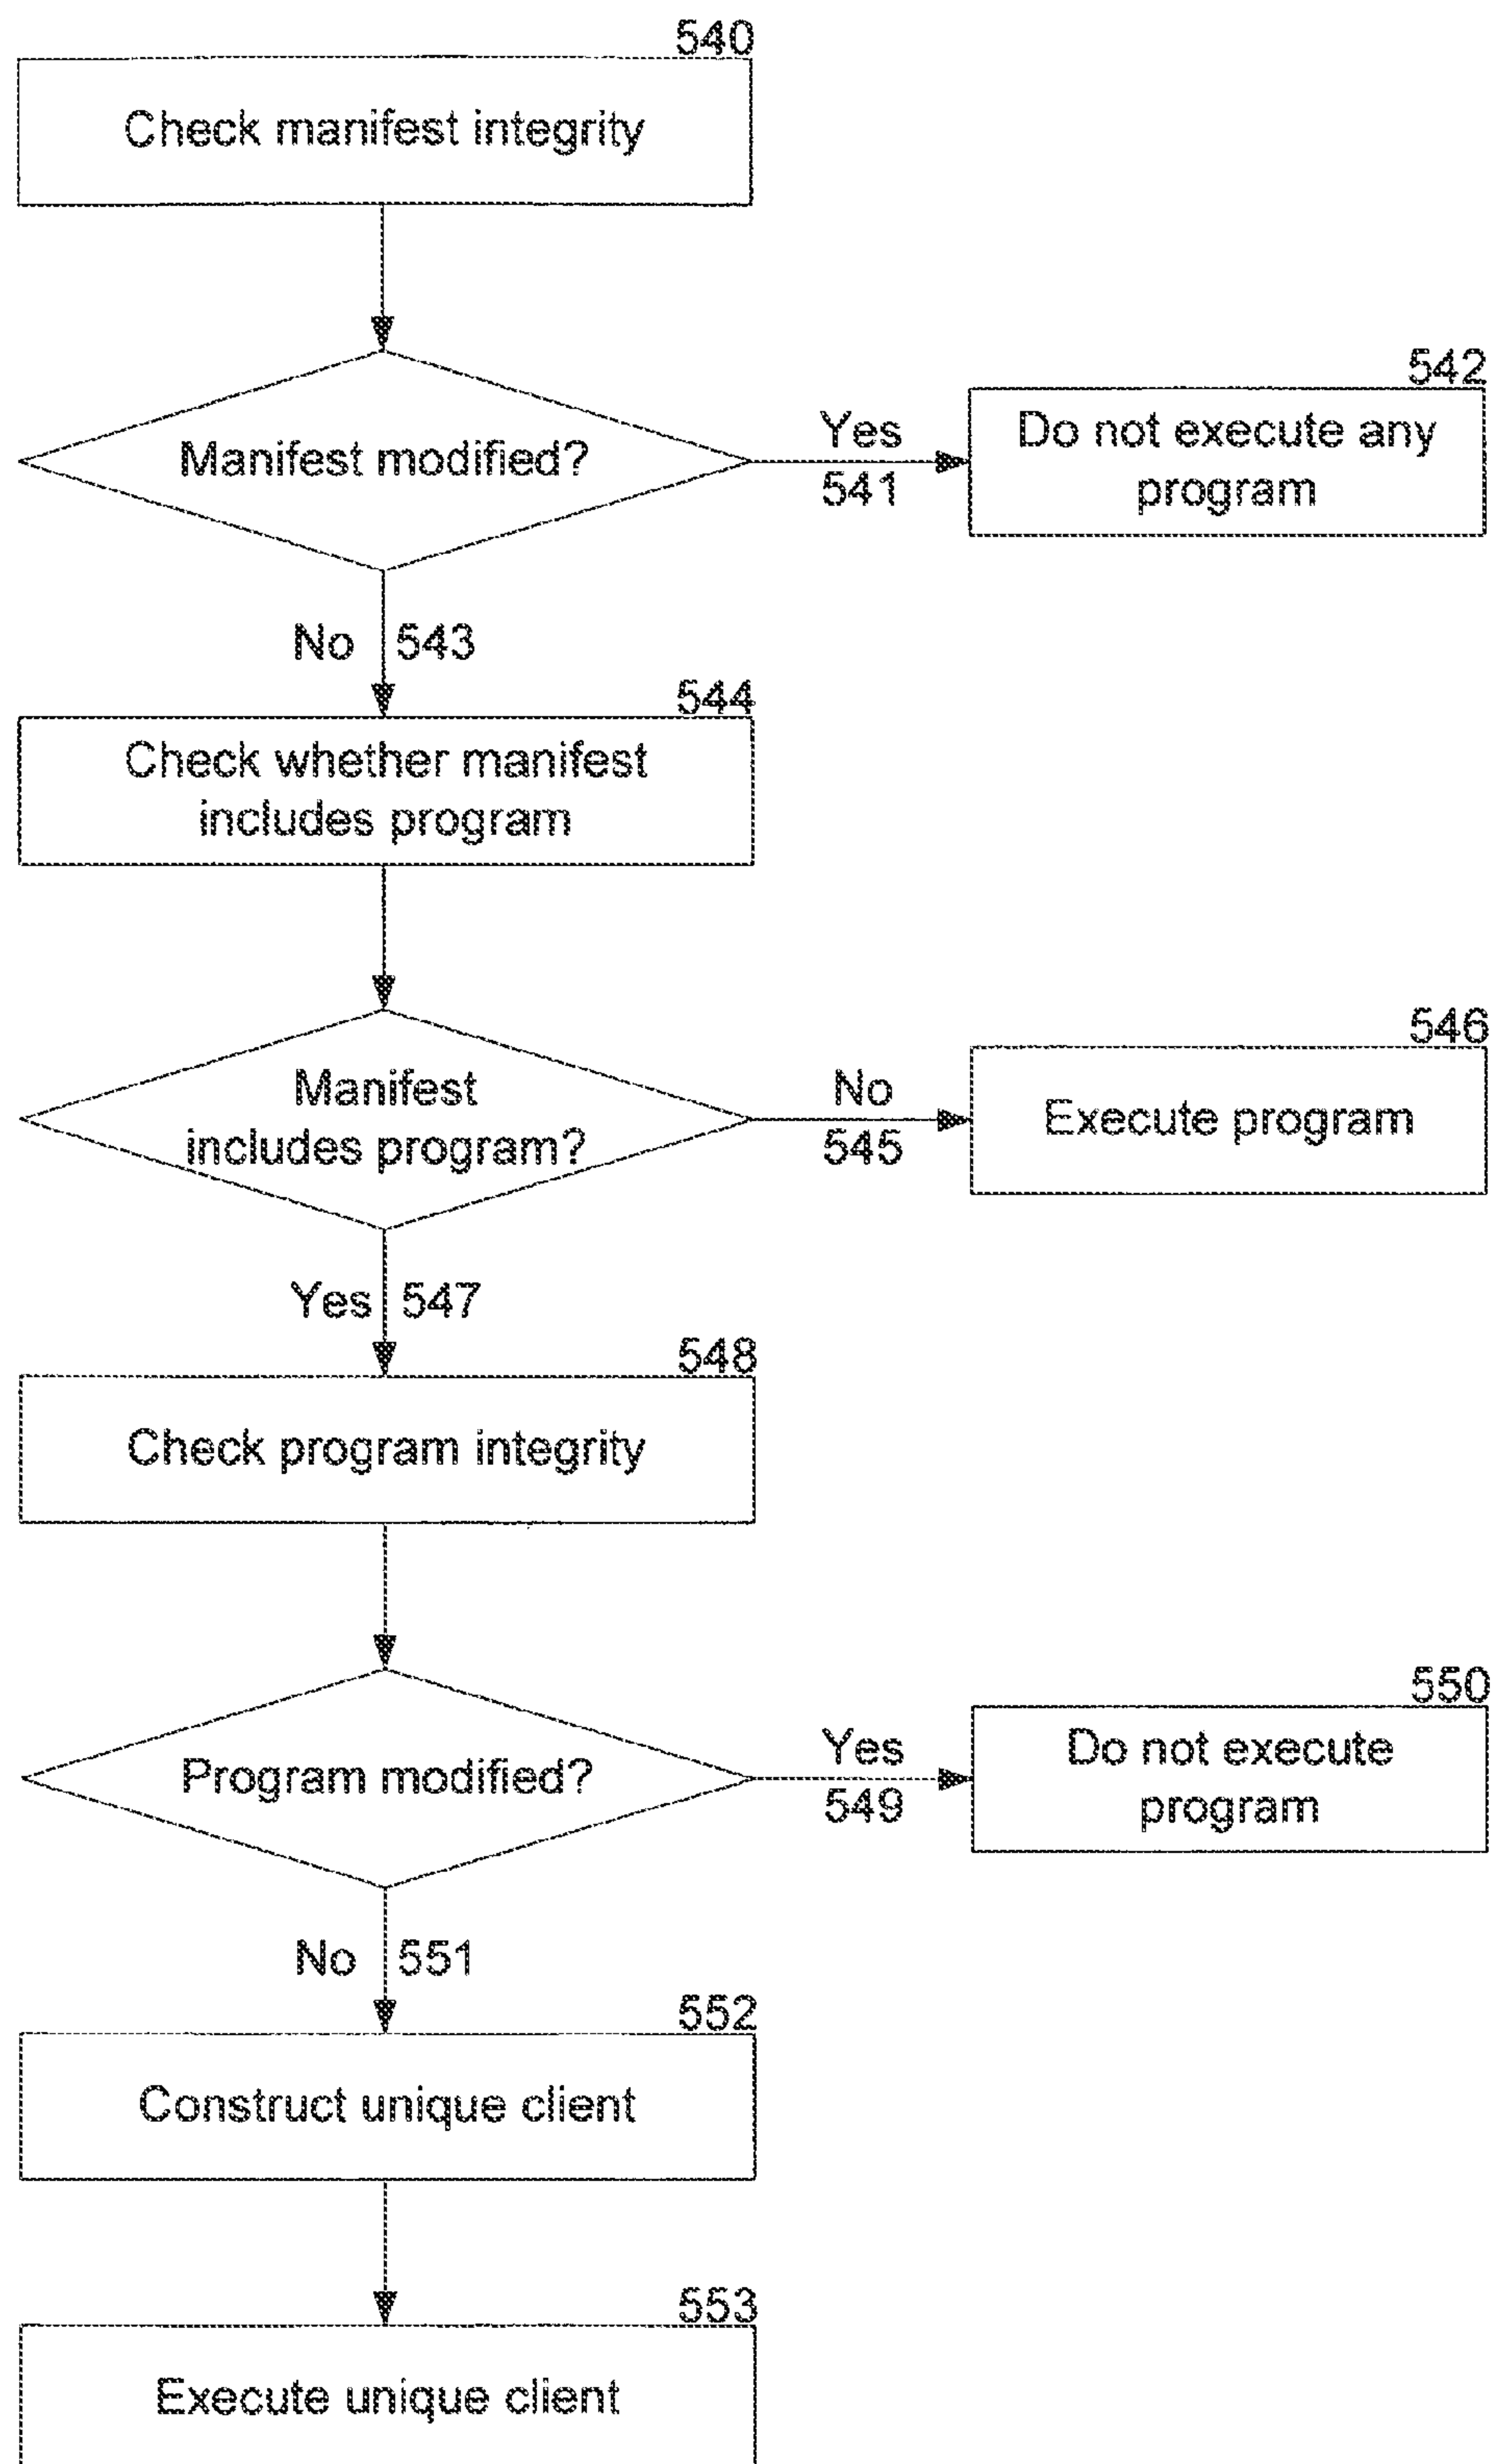 540
Check manifest integrity
Manifest modified?
Yes
541
542
Do not execute any
program
No 543
544
Check whether manifest
includes program
Manifest
includes program?
No
545
546
Execute program
Yes 547
548
Check program integrity
Program modified?
Yes
549
550
Do not execute
program
No 551
552
Construct unique client
553
Execute unique client